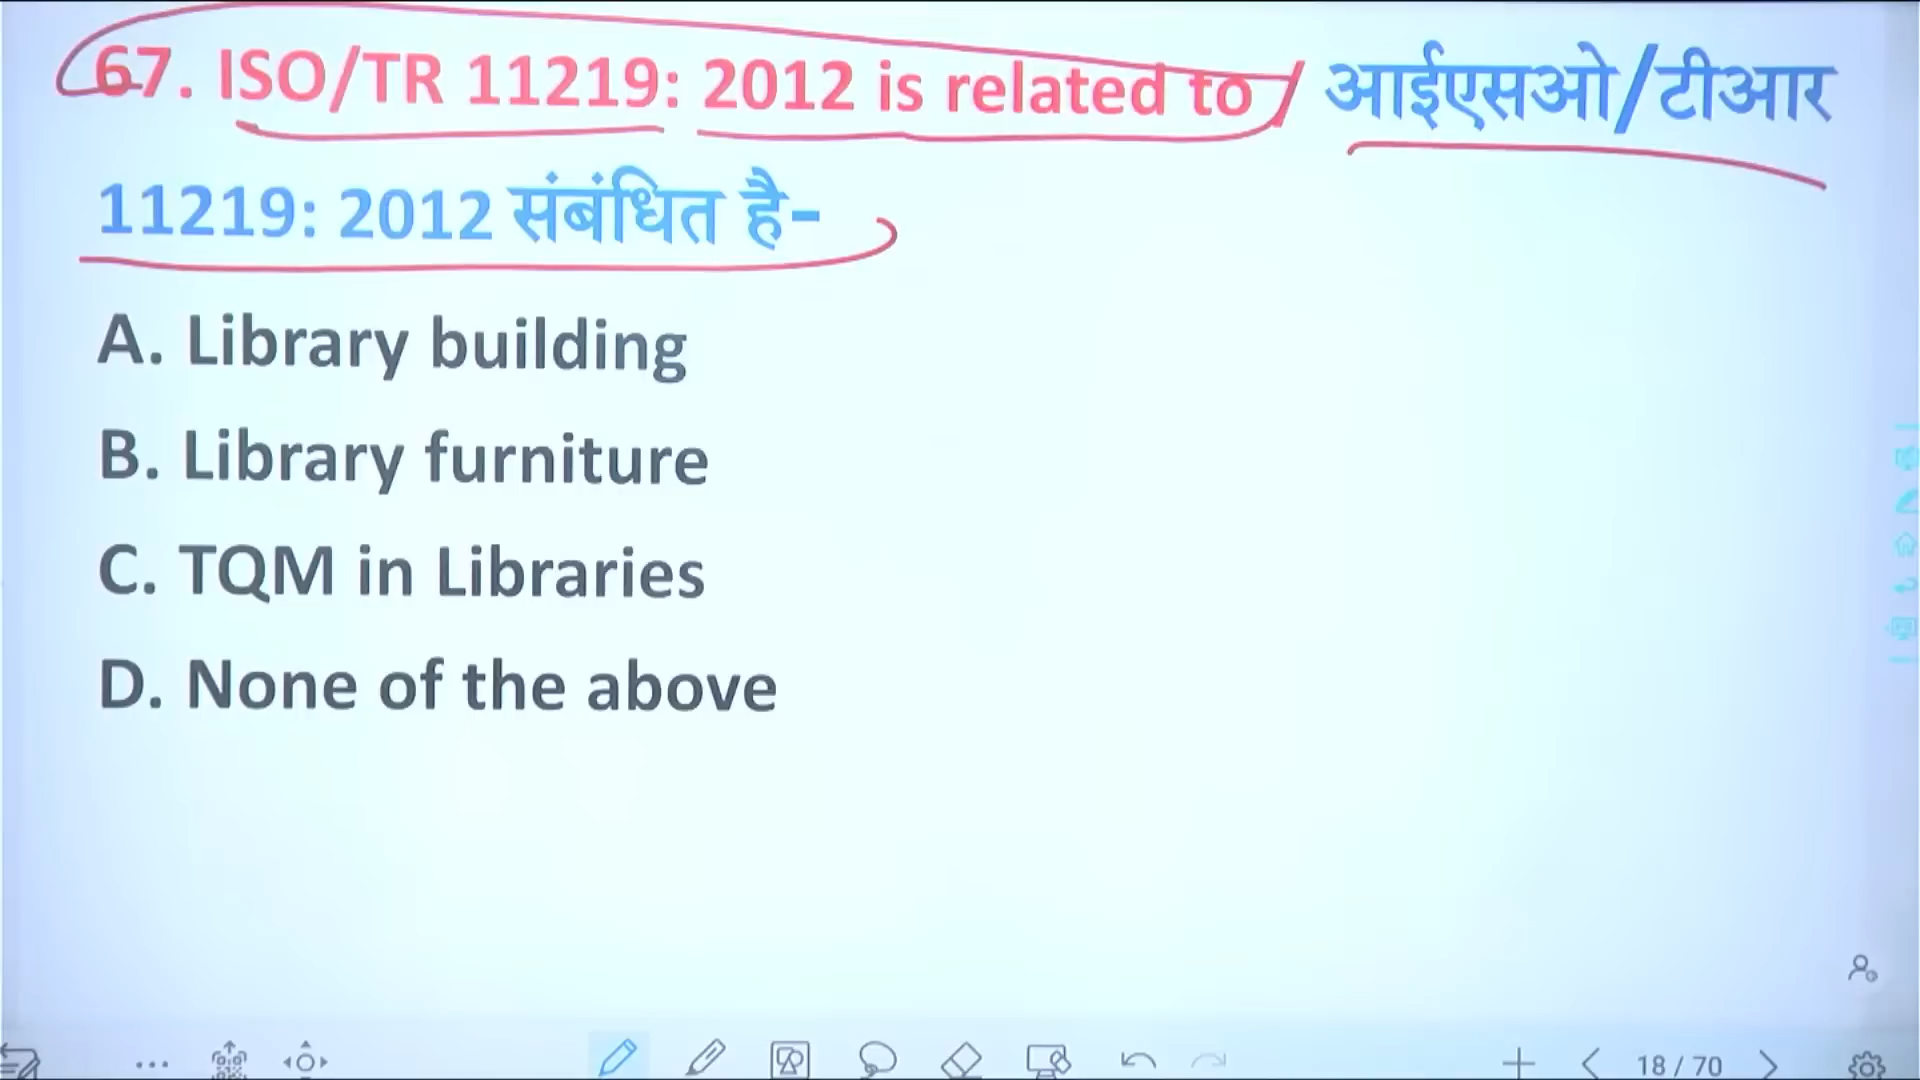 67. ISO/TR 11219: 2012 is related to / आईएसओ/टीआर
11219: 2012 संबंधित है-
A. Library building
B. Library furniture
C. TQM in Libraries
D. None of the above
18 / 70